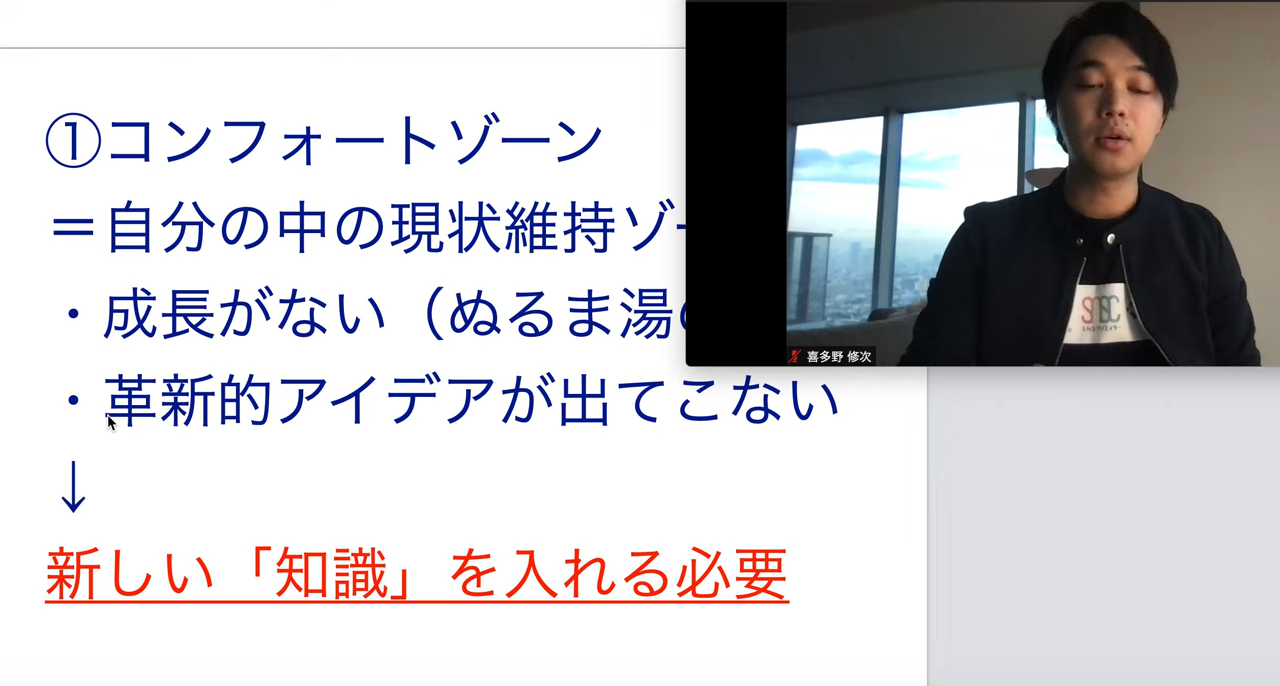 ①コンフォートゾーン
＝自分の中の現状維持ゾー
・成長がない（ぬるま湯の
・革新的アイデアが出てこない
↓
新しい「知識」を入れる必要
喜多野 修次